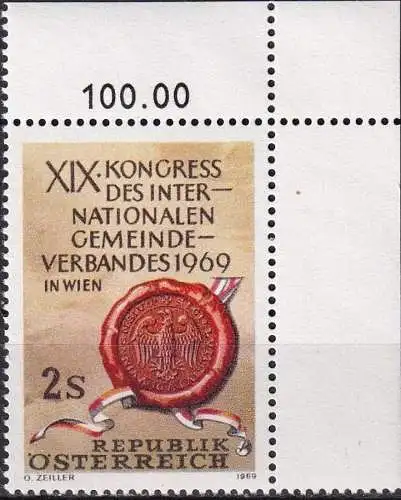 100.00
XIX. KONGRESS
DES INTER-
NATIONALEN
GEMEINDE-
VERBANDES 1969
IN WIEN
2s
REPUBLIK
ÖSTERREICH
O. ZEILLER 1969